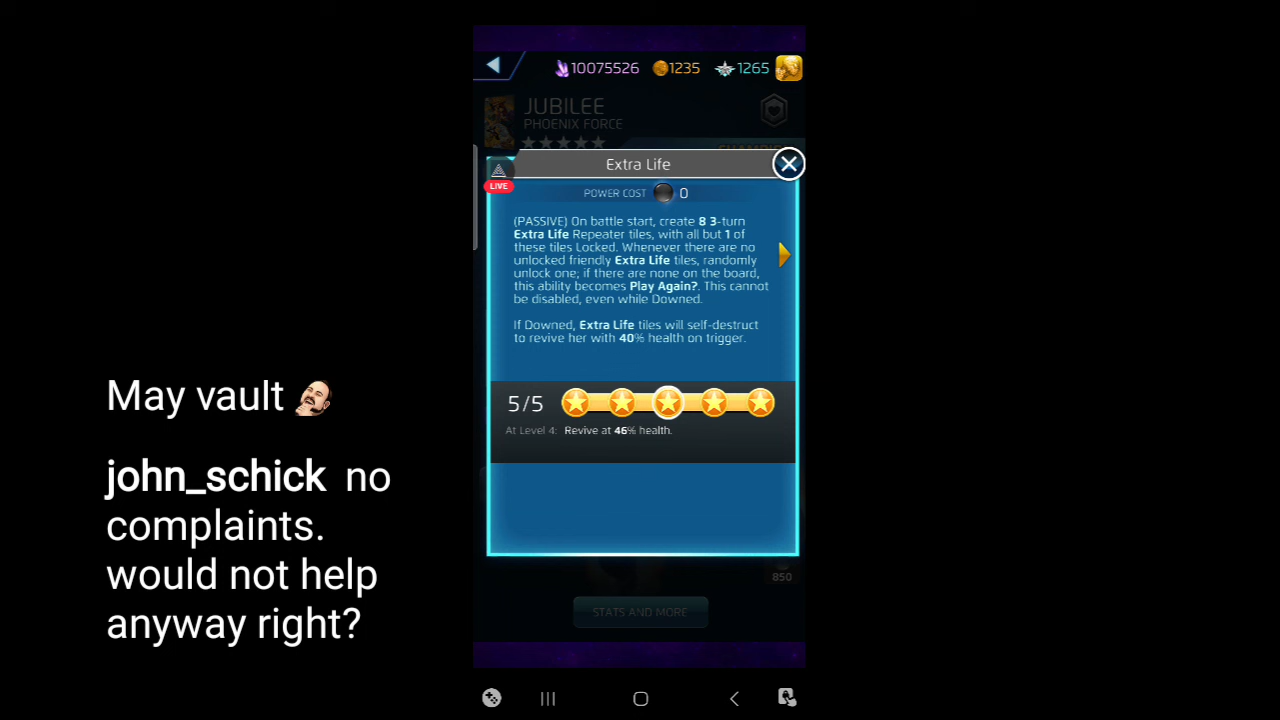 10075526 1235 1265
JUBILEE
PHOENIX FORCE
Extra Life
LIVE
POWER COST 0
(PASSIVE) On battle start, create 8 3-turn
Extra Life Repeater tiles, with all but 1 of
these tiles Locked. Whenever there are no
unlocked friendly Extra Life tiles, randomly
unlock one; if there are none on the board,
this ability becomes Play Again?. This cannot
be disabled, even while Downed.
If Downed, Extra Life tiles will self-destruct
to revive her with 40% health on trigger.
5/5
At Level 4: Revive at 46% health.
850
STATS AND MORE
May vault
john_schick no
complaints.
would not help
anyway right?